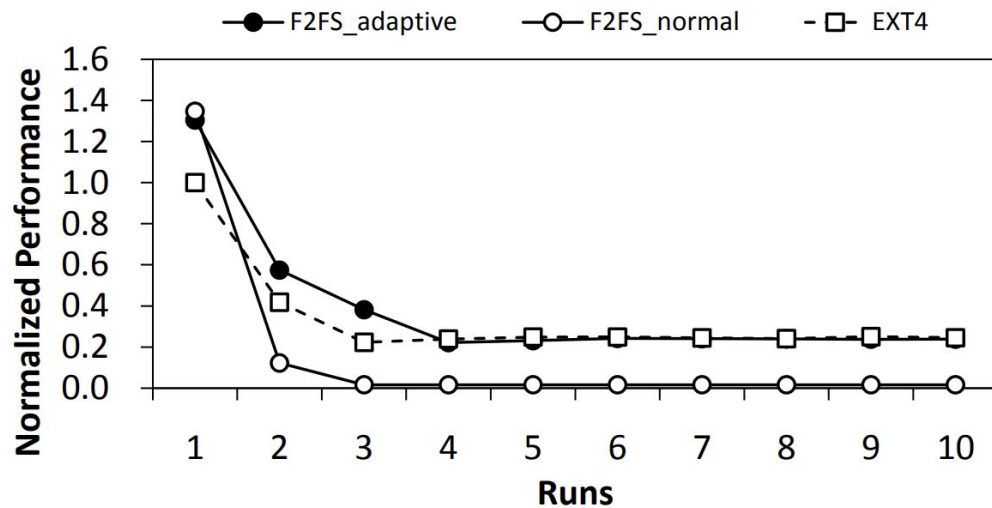 F2FS_adaptive F2FS_normal EXT4
1.6
1.4
1.2
1.0
0.8
0.6
0.4
0.2
0.0
Normalized Performance
1 2 3 4 5 6 7 8 9 10
Runs